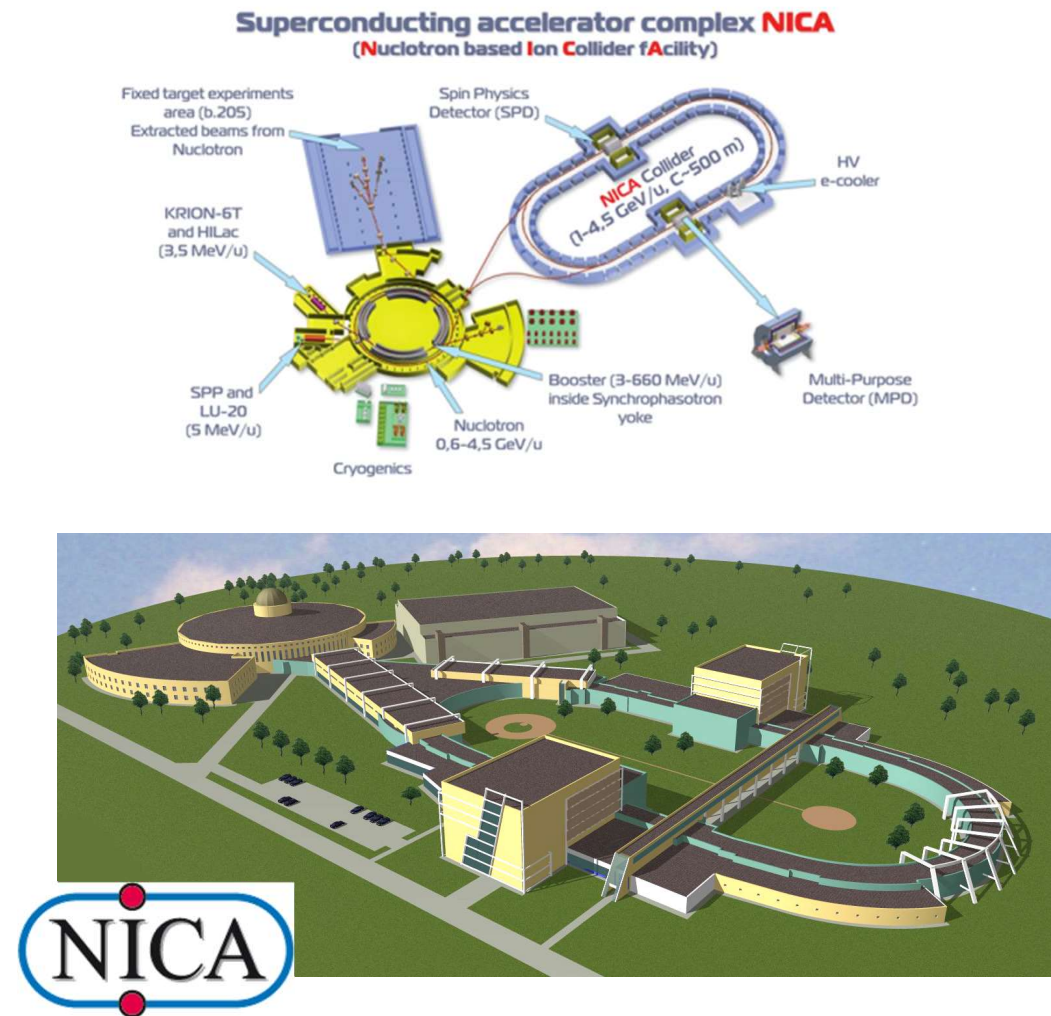 Superconducting accelerator complex NICA
(Nuclotron based Ion Collider fAcility)
Fixed target experiments
area (b.205)
Extracted beams from
Nuclotron
Spin Physics
Detector (SPD)
NICA Collider
(1-4,5 GeV/u, C~500 m)
HV
e-cooler
KRION-6T
and HILac
(3,5 MeV/u)
SPP and
LU-20
(5 MeV/u)
Cryogenics
Nuclotron
0,6-4,5 GeV/u
Booster (3-660 MeV/u)
inside Synchrophasotron
yoke
Multi-Purpose
Detector (MPD)
NICA